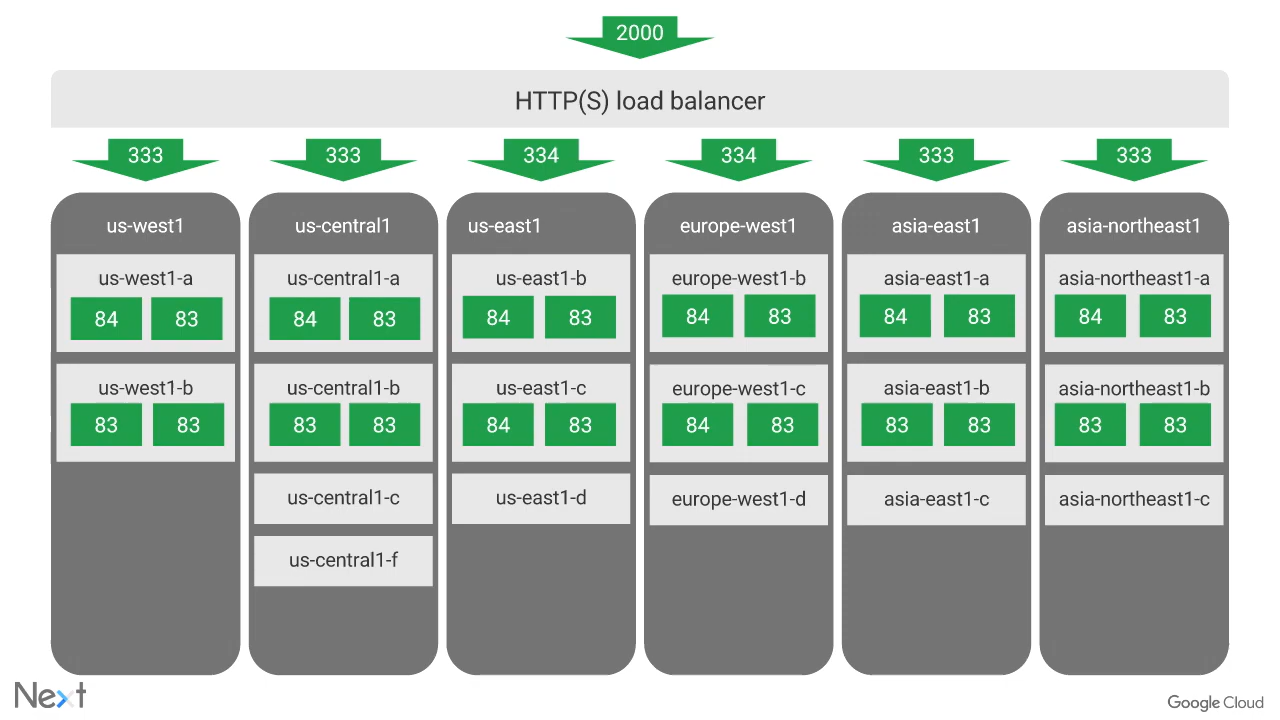 2000
HTTP(S) load balancer
333
333
334
334
333
333
us-west1
us-west1-a
84 83
us-west1-b
83 83
us-central1
us-central1-a
84 83
us-central1-b
83 83
us-central1-c
us-central1-f
us-east1
us-east1-b
84 83
us-east1-c
84 83
us-east1-d
europe-west1
europe-west1-b
84 83
europe-west1-c
84 83
europe-west1-d
asia-east1
asia-east1-a
84 83
asia-east1-b
83 83
asia-east1-c
asia-northeast1
asia-northeast1-a
84 83
asia-northeast1-b
83 83
asia-northeast1-c
Next
Google Cloud